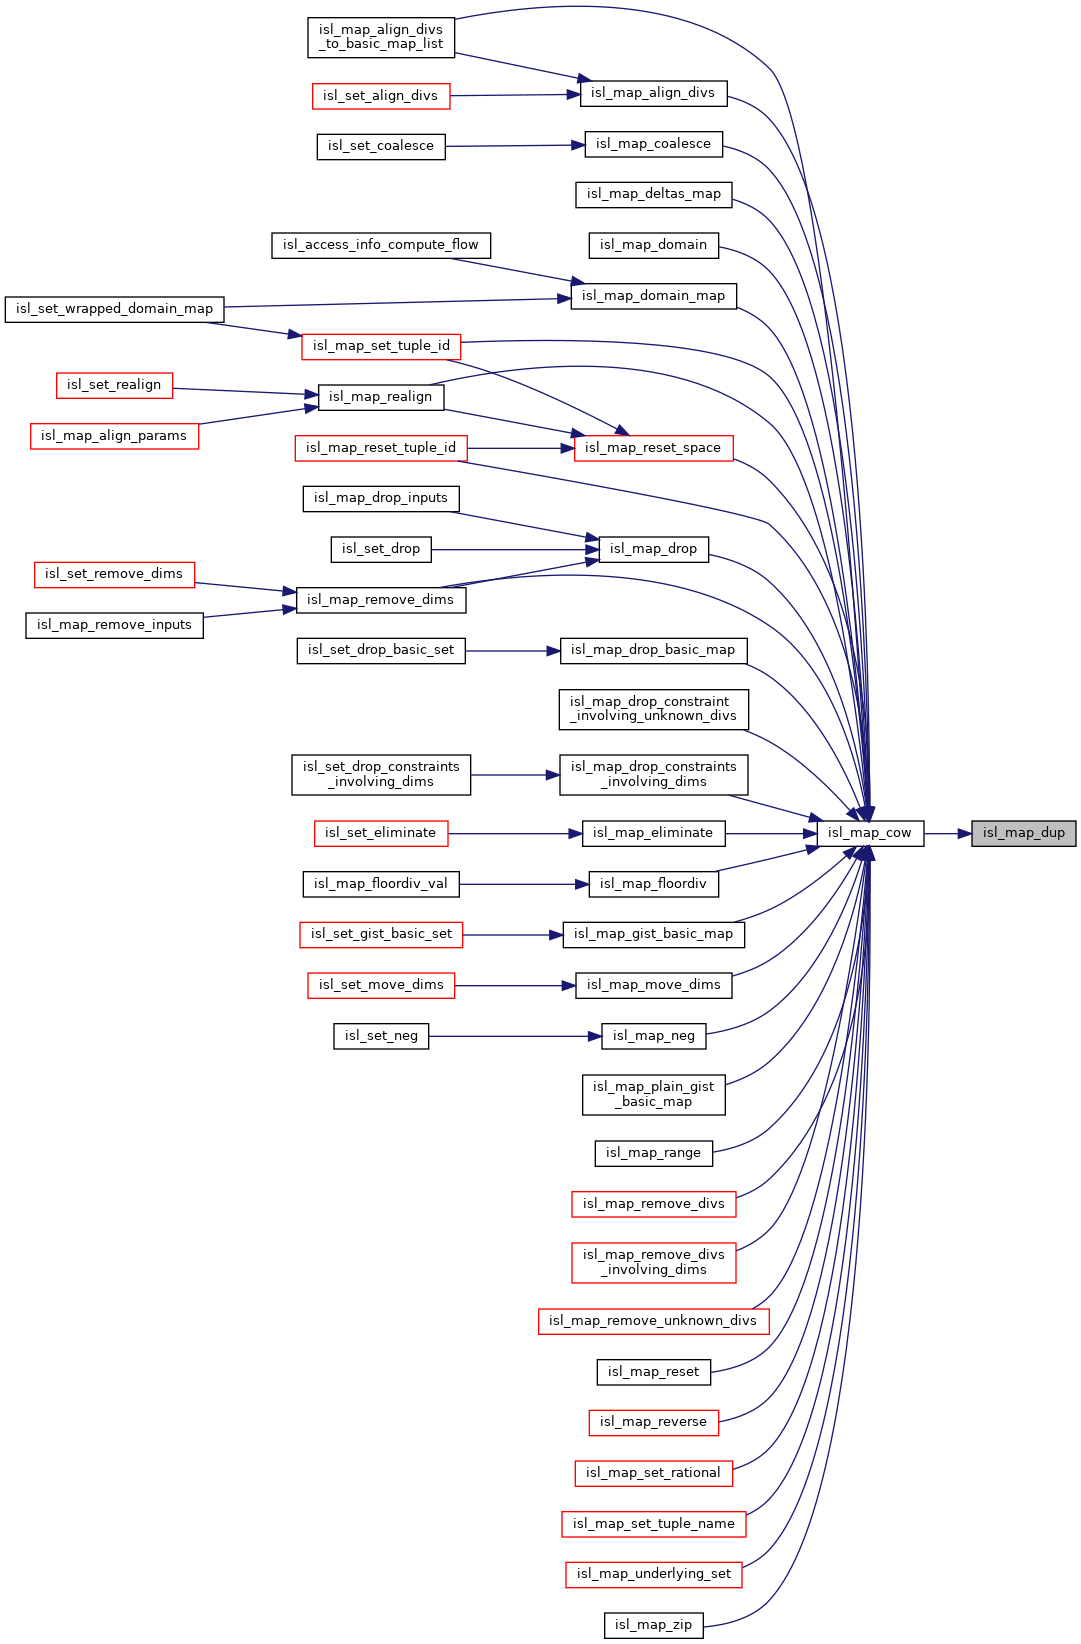 isl_map_align_divs
_to_basic_map_list
isl_map_align_divs
isl_set_align_divs
isl_map_coalesce
isl_set_coalesce
isl_map_deltas_map
isl_access_info_compute_flow
isl_map_domain
isl_map_domain_map
isl_set_wrapped_domain_map
isl_map_set_tuple_id
isl_set_realign
isl_map_realign
isl_map_align_params
isl_map_reset_tuple_id
isl_map_reset_space
isl_map_drop_inputs
isl_set_drop
isl_map_drop
isl_set_remove_dims
isl_map_remove_dims
isl_map_remove_inputs
isl_set_drop_basic_set
isl_map_drop_basic_map
isl_map_drop_constraint
_involving_unknown_divs
isl_set_drop_constraints
_involving_dims
isl_map_drop_constraints
_involving_dims
isl_set_eliminate
isl_map_eliminate
isl_map_cow
isl_map_dup
isl_map_floordiv_val
isl_map_floordiv
isl_set_gist_basic_set
isl_map_gist_basic_map
isl_set_move_dims
isl_map_move_dims
isl_set_neg
isl_map_neg
isl_map_plain_gist
_basic_map
isl_map_range
isl_map_remove_divs
isl_map_remove_divs
_involving_dims
isl_map_remove_unknown_divs
isl_map_reset
isl_map_reverse
isl_map_set_rational
isl_map_set_tuple_name
isl_map_underlying_set
isl_map_zip